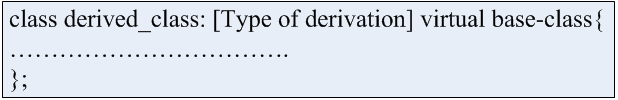 class derived_class: [Type of derivation] virtual base-class{
……………………………….
};